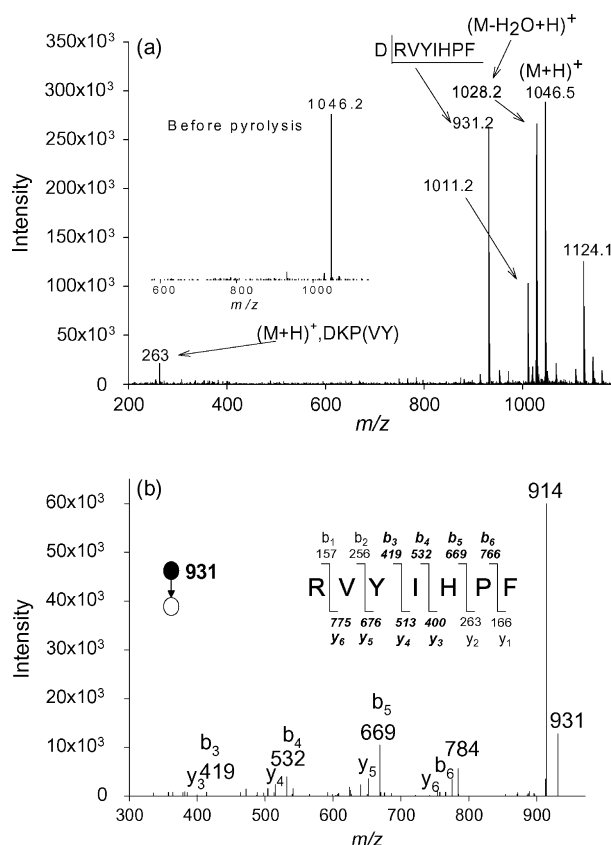 (a)
(M-H2O+H)+
D RVYIHPF
(M+H)+
1028.2
1046.5
931.2
1046.2
Before pyrolysis
1011.2
1124.1
600
800
1000
m/z
(M+H)+,DKP(VY)
263
350x10³
300x10³
250x10³
200x10³
150x10³
100x10³
50x10³
0
Intensity
200
400
600
800
1000
m/z
(b)
914
60x10³
50x10³
40x10³
30x10³
20x10³
10x10³
0
Intensity
931
b1 b2 b3 b4 b5 b6
157 256 419 532 669 766
R V Y I H P F
775 676 513 400 263 166
y6 y5 y4 y3 y2 y1
b5
669
931
b4
532
784
b3
419
y3
y4
y5
y6
b6
300
400
500
600
700
800
900
m/z